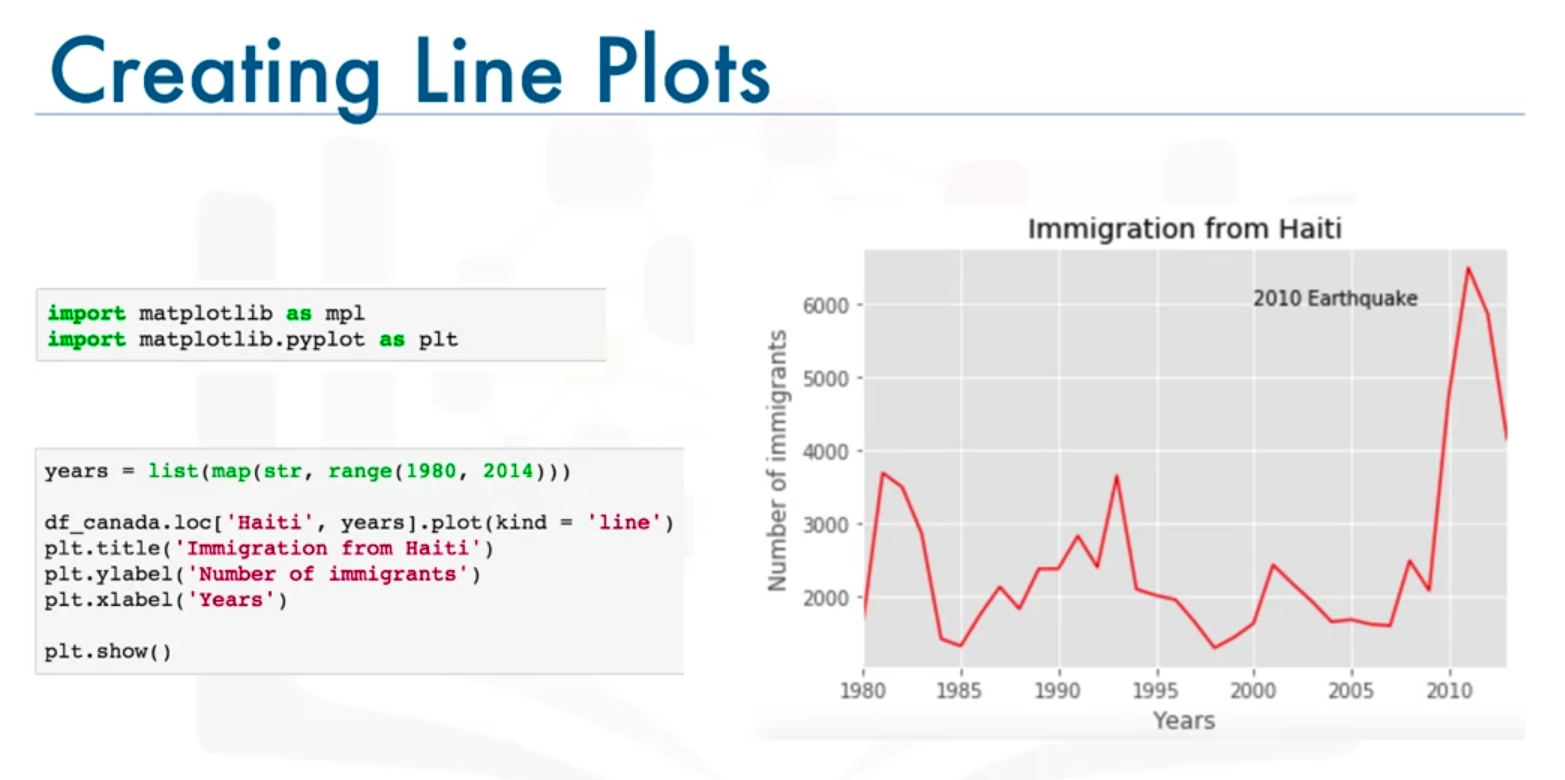 Creating Line Plots
import matplotlib as mpl
import matplotlib.pyplot as plt
years = list(map(str, range(1980, 2014)))
df_canada.loc['Haiti', years].plot(kind = 'line')
plt.title('Immigration from Haiti')
plt.ylabel('Number of immigrants')
plt.xlabel('Years')
plt.show()
Immigration from Haiti
2010 Earthquake
Number of immigrants
6000
5000
4000
3000
2000
1980 1985 1990 1995 2000 2005 2010
Years